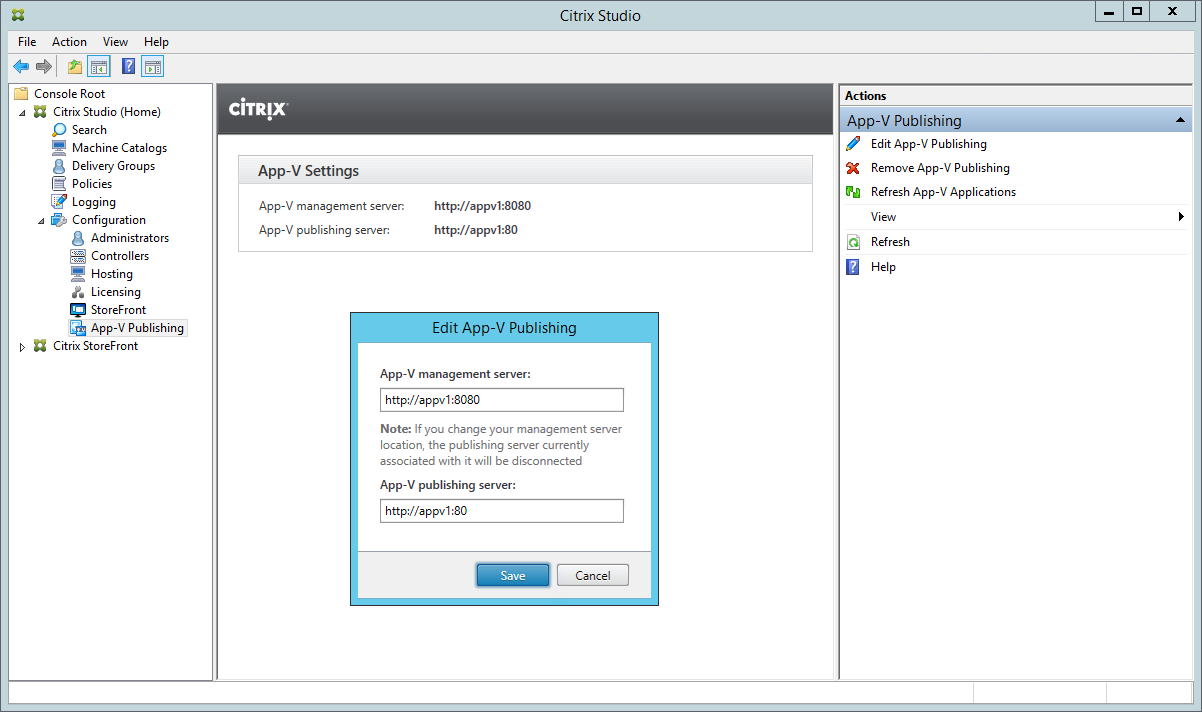 Citrix Studio
File Action View Help
Console Root
Citrix Studio (Home)
Search
Machine Catalogs
Delivery Groups
Policies
Logging
Configuration
Administrators
Controllers
Hosting
Licensing
StoreFront
App-V Publishing
Citrix StoreFront
CITRIX
App-V Settings
App-V management server: http://appv1:8080
App-V publishing server: http://appv1:80
Edit App-V Publishing
App-V management server:
http://appv1:8080
Note: If you change your management server
location, the publishing server currently
associated with it will be disconnected
App-V publishing server:
http://appv1:80
Save Cancel
Actions
App-V Publishing
Edit App-V Publishing
Remove App-V Publishing
Refresh App-V Applications
View
Refresh
Help